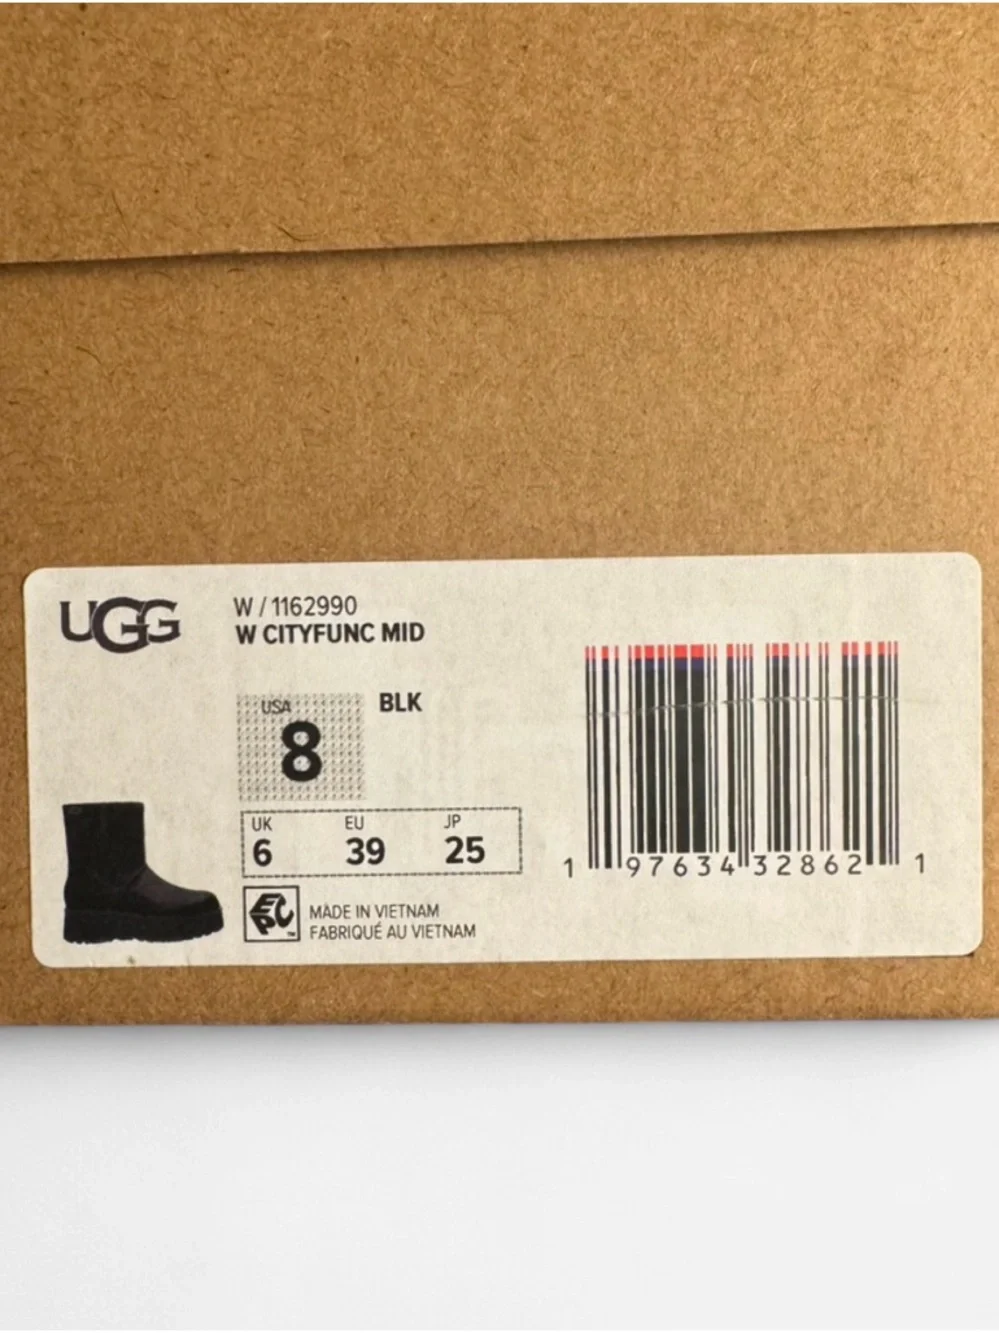 UGG
W / 1162990
W CITYFUNC MID
USA
8
BLK
UK EU JP
6 39 25
EPC
MADE IN VIETNAM
FABRIQUÉ AU VIETNAM
1 97634 32862 1